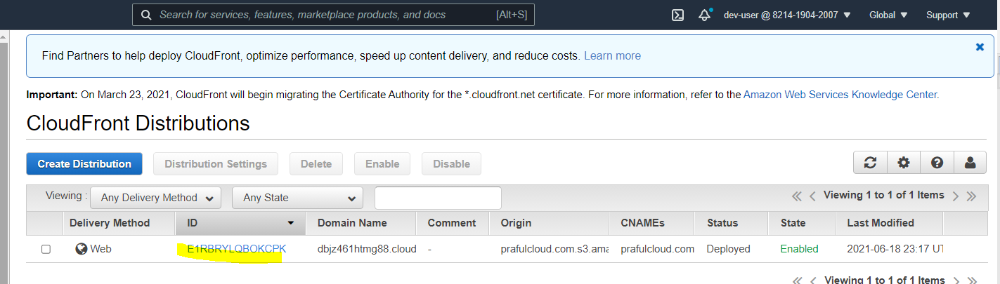 Search for services, features, marketplace products, and docs [Alt+S] dev-user @ 8214-1904-2007 Global Support
Find Partners to help deploy CloudFront, optimize performance, speed up content delivery, and reduce costs. Learn more
Important: On March 23, 2021, CloudFront will begin migrating the Certificate Authority for the *.cloudfront.net certificate. For more information, refer to the Amazon Web Services Knowledge Center.
CloudFront Distributions
Create Distribution Distribution Settings Delete Enable Disable
Viewing : Any Delivery Method Any State Viewing 1 to 1 of 1 Items
Delivery Method ID Domain Name Comment Origin CNAMEs Status State Last Modified
Web E1RBRYLQBOKCPK dbjz461htmg88.cloud - prafulcloud.com.s3.ama prafulcloud.com Deployed Enabled 2021-06-18 23:17 UT
Viewing 1 to 1 of 1 Items